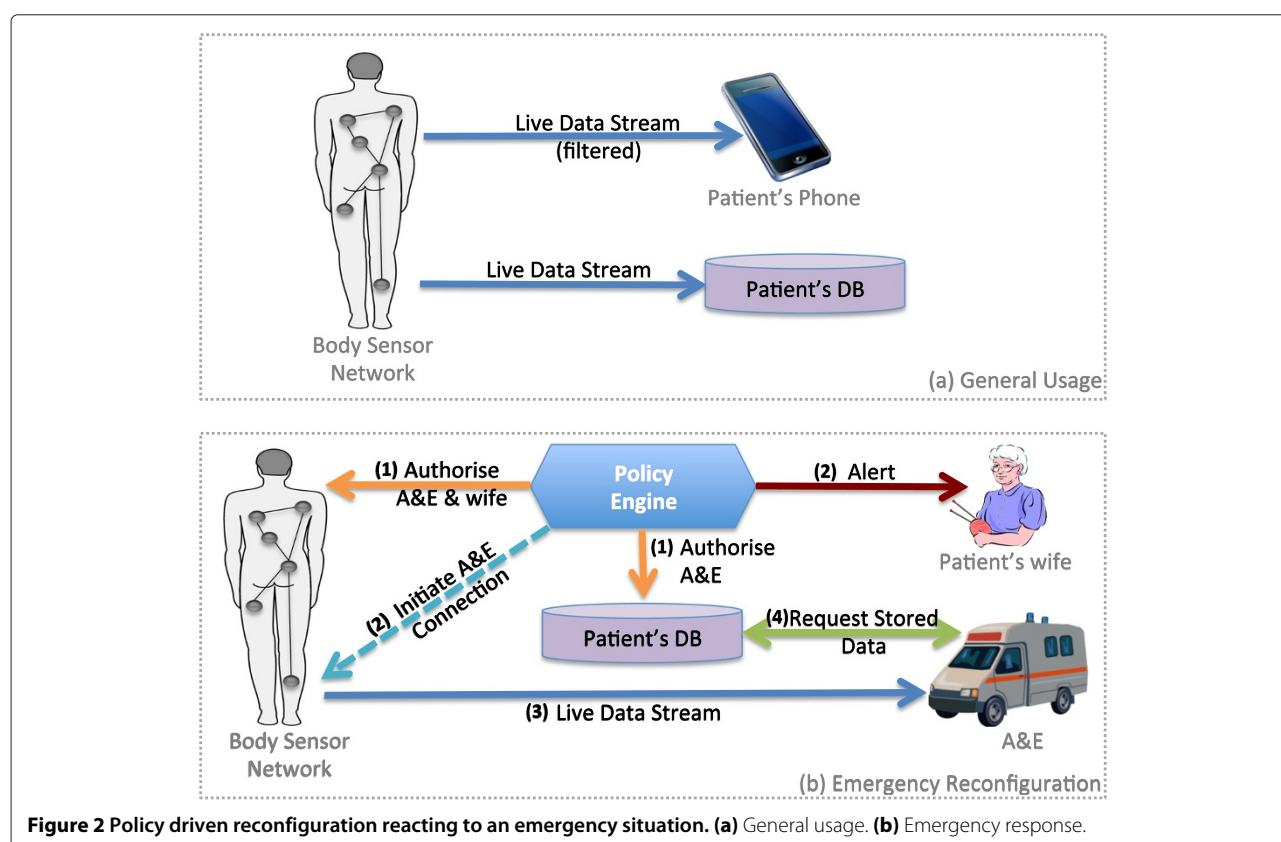 Live Data Stream
(filtered)
Patient's Phone
Live Data Stream
Patient's DB
Body Sensor
Network
(a) General Usage
(1) Authorise
A&E & wife
Policy
Engine
(2) Alert
Patient's wife
(1) Authorise
A&E
(2) Initiate A&E
Connection
Patient's DB
(4)Request Stored
Data
(3) Live Data Stream
A&E
Body Sensor
Network
(b) Emergency Reconfiguration
Figure 2 Policy driven reconfiguration reacting to an emergency situation. (a) General usage. (b) Emergency response.